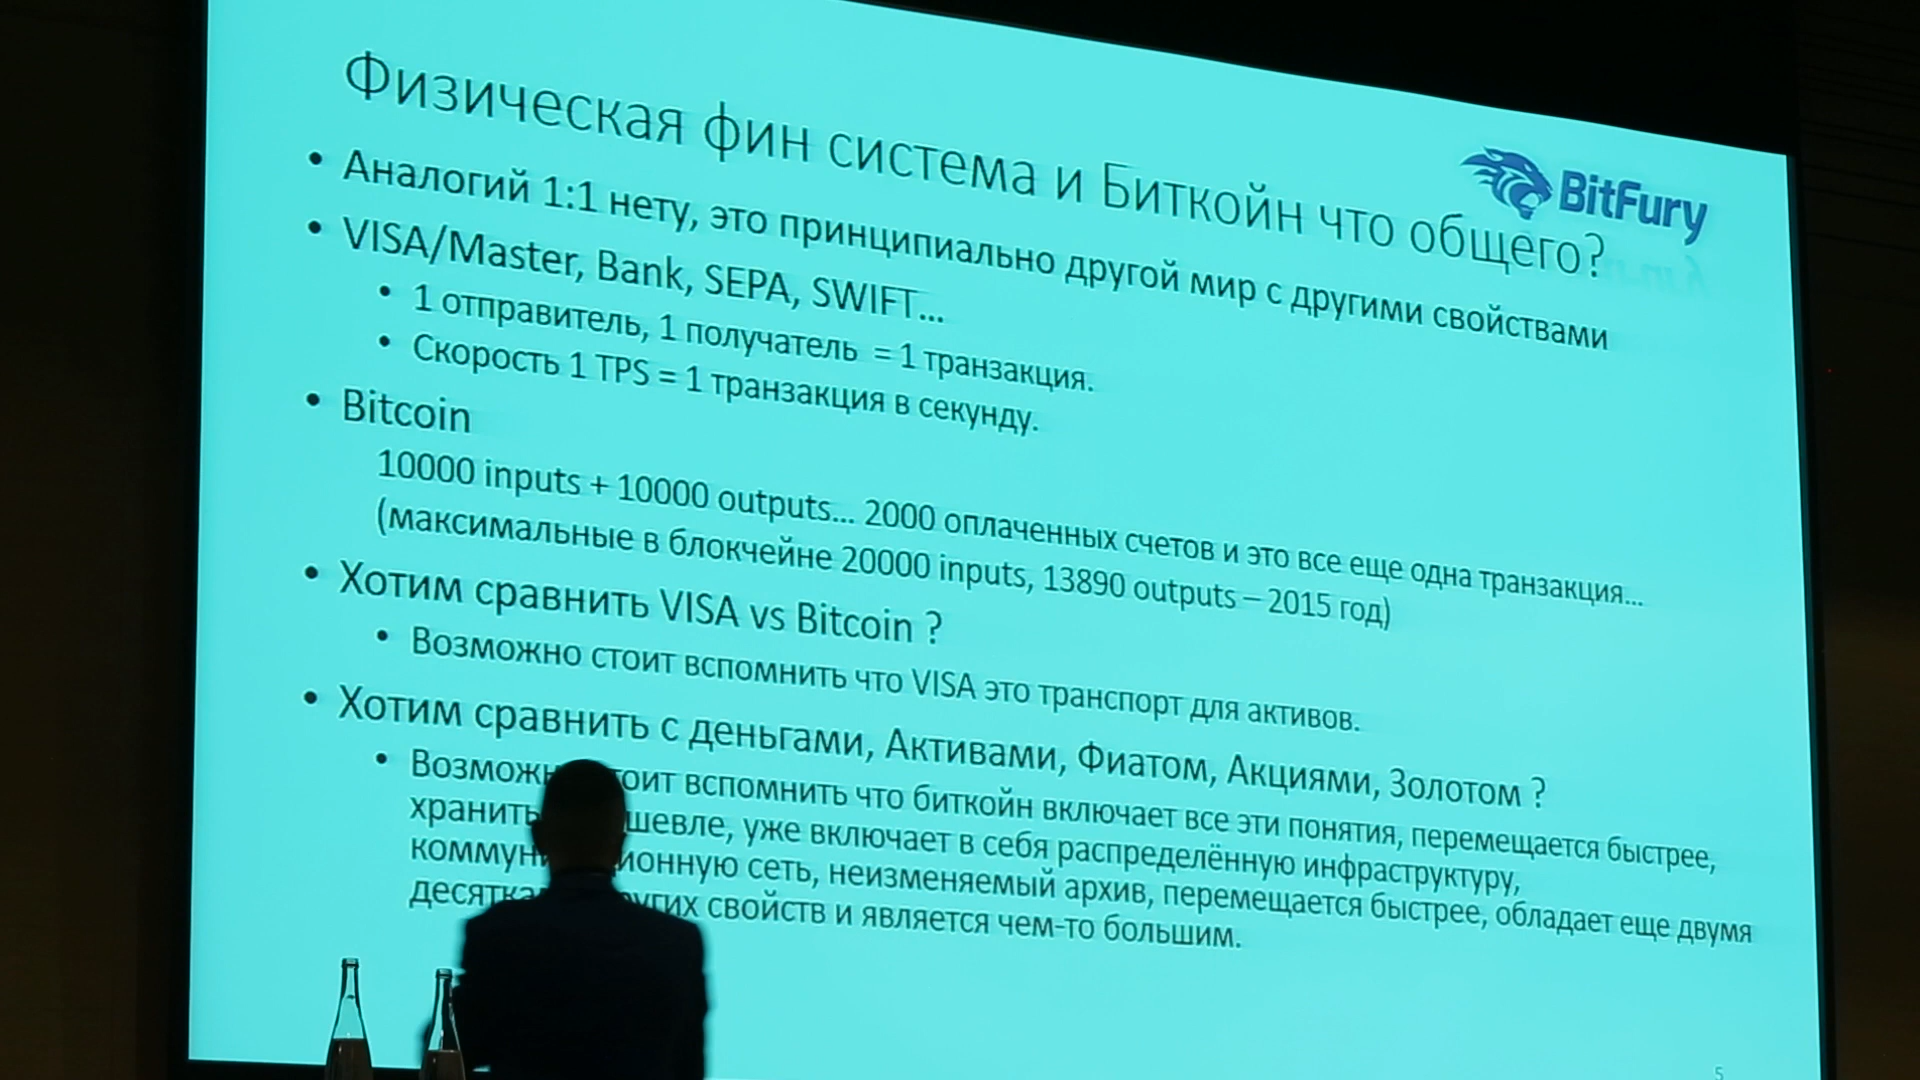 Физическая фин система и Биткойн что общего?
BitFury
• Аналогий 1:1 нету, это принципиально другой мир с другими свойствами
• VISA/Master, Bank, SEPA, SWIFT...
• 1 отправитель, 1 получатель = 1 транзакция.
• Скорость 1 TPS = 1 транзакция в секунду.
• Bitcoin
10000 inputs + 10000 outputs... 2000 оплаченных счетов и это все еще одна транзакция...
(максимальные в блокчейне 20000 inputs, 13890 outputs – 2015 год)
• Хотим сравнить VISA vs Bitcoin ?
• Возможно стоит вспомнить что VISA это транспорт для активов.
• Хотим сравнить с деньгами, Активами, Фиатом, Акциями, Золотом ?
• Возможно стоит вспомнить что биткойн включает все эти понятия, перемещается быстрее,
хранить шевле, уже включает в себя распределённую инфраструктуру,
коммуникационную сеть, неизменяемый архив, перемещается быстрее, обладает еще двумя
десятками других свойств и является чем-то большим.
5